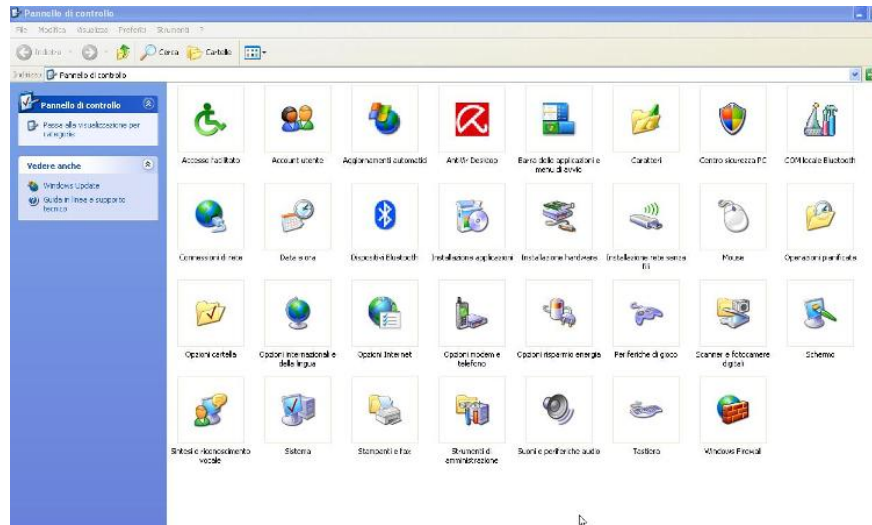 Pannello di controllo
File Modifica Visualizza Preferiti Strumenti ?
Indietro Cerca Cartelle
Indirizzo Pannello di controllo
Pannello di controllo
Passa alla visualizzazione per
categorie
Vedere anche
Windows Update
Guida in linea e supporto
tecnico
Accesso facilitato
Account utente
Aggiornamenti automatici
AntiVir Desktop
Barra delle applicazioni e
menu di avvio
Caratteri
Centro sicurezza PC
COM locale Bluetooth
Connessioni di rete
Data e ora
Dispositivi Bluetooth
Installazione applicazioni
Installazione hardware
Installazione rete senza
fili
Mouse
Operazioni pianificate
Opzioni cartella
Opzioni internazionali e
della lingua
Opzioni Internet
Opzioni modem e
telefono
Opzioni risparmio energia
Periferiche di gioco
Scanner e fotocamere
digitali
Schermo
Sintesi e riconoscimento
vocale
Sistema
Stampanti e fax
Strumenti di
amministrazione
Suoni e periferiche audio
Tastiera
Windows Firewall